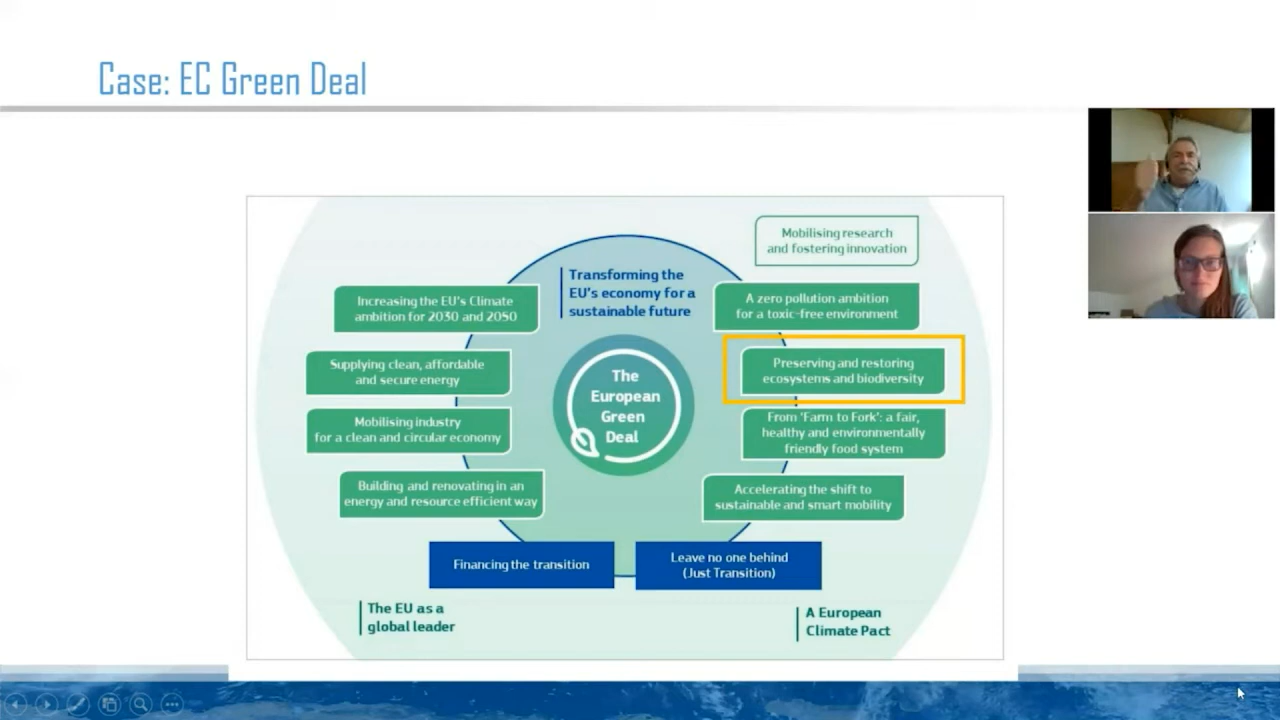 Case: EC Green Deal
Mobilising research
and fostering innovation
Transforming the
EU's economy for a
sustainable future
Increasing the EU's Climate
ambition for 2030 and 2050
A zero pollution ambition
for a toxic-free environment
Supplying clean, affordable
and secure energy
Preserving and restoring
ecosystems and biodiversity
The
European
Green
Deal
Mobilising industry
for a clean and circular economy
From 'Farm to Fork': a fair,
healthy and environmentally
friendly food system
Building and renovating in an
energy and resource efficient way
Accelerating the shift to
sustainable and smart mobility
Financing the transition
Leave no one behind
(Just Transition)
The EU as a
global leader
A European
Climate Pact